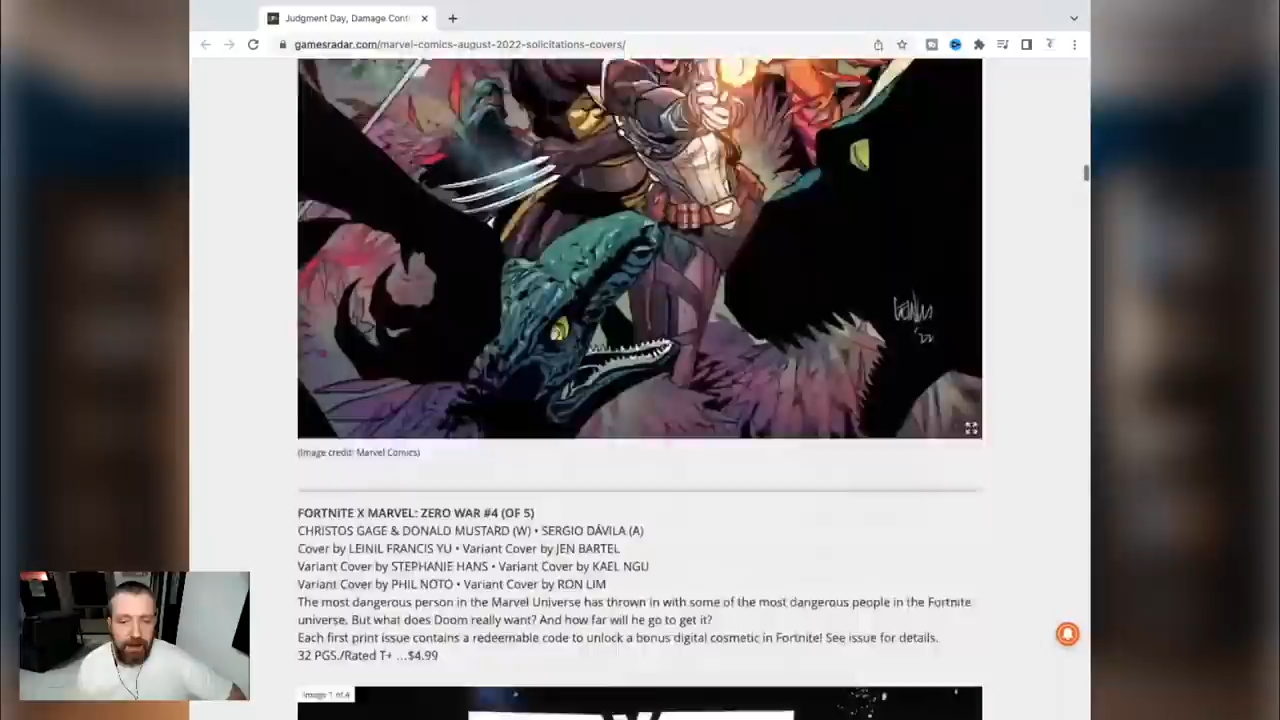 Judgment Day, Damage Cont
gamesradar.com/marvel-comics-august-2022-solicitations-covers/
'22
(Image credit: Marvel Comics)
FORTNITE X MARVEL: ZERO WAR #4 (OF 5)
CHRISTOS GAGE & DONALD MUSTARD (W) • SERGIO DÁVILA (A)
Cover by LEINIL FRANCIS YU • Variant Cover by JEN BARTEL
Variant Cover by STEPHANIE HANS • Variant Cover by KAEL NGU
Variant Cover by PHIL NOTO • Variant Cover by RON LIM
The most dangerous person in the Marvel Universe has thrown in with some of the most dangerous people in the Fortnite
universe. But what does Doom really want? And how far will he go to get it?
Each first print issue contains a redeemable code to unlock a bonus digital cosmetic in Fortnite! See issue for details.
32 PGS./Rated T+ ...$4.99
Image 1 of 4